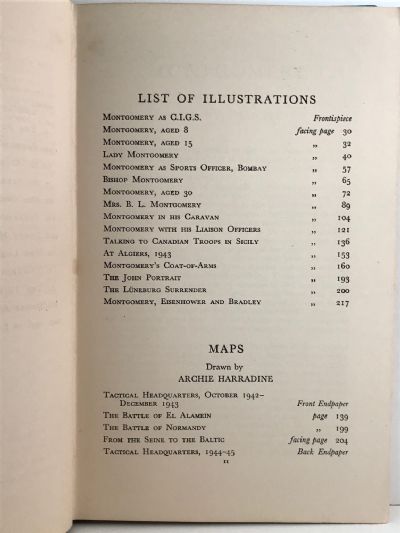 LIST OF ILLUSTRATIONS
Montgomery as C.I.G.S. Frontispiece
Montgomery, aged 8 facing page 30
Montgomery, aged 15 „ 32
Lady Montgomery „ 40
Montgomery as Sports Officer, Bombay „ 57
Bishop Montgomery „ 65
Montgomery, aged 30 „ 72
Mrs. B. L. Montgomery „ 89
Montgomery in his Caravan „ 104
Montgomery with his Liaison Officers „ 121
Talking to Canadian Troops in Sicily „ 136
At Algiers, 1943 „ 153
Montgomery's Coat-of-Arms „ 160
The John Portrait „ 193
The Lüneburg Surrender „ 200
Montgomery, Eisenhower and Bradley „ 217
MAPS
Drawn by
ARCHIE HARRADINE
Tactical Headquarters, October 1942–
December 1943 Front Endpaper
The Battle of El Alamein page 139
The Battle of Normandy „ 199
From the Seine to the Baltic facing page 204
Tactical Headquarters, 1944–45 Back Endpaper
11